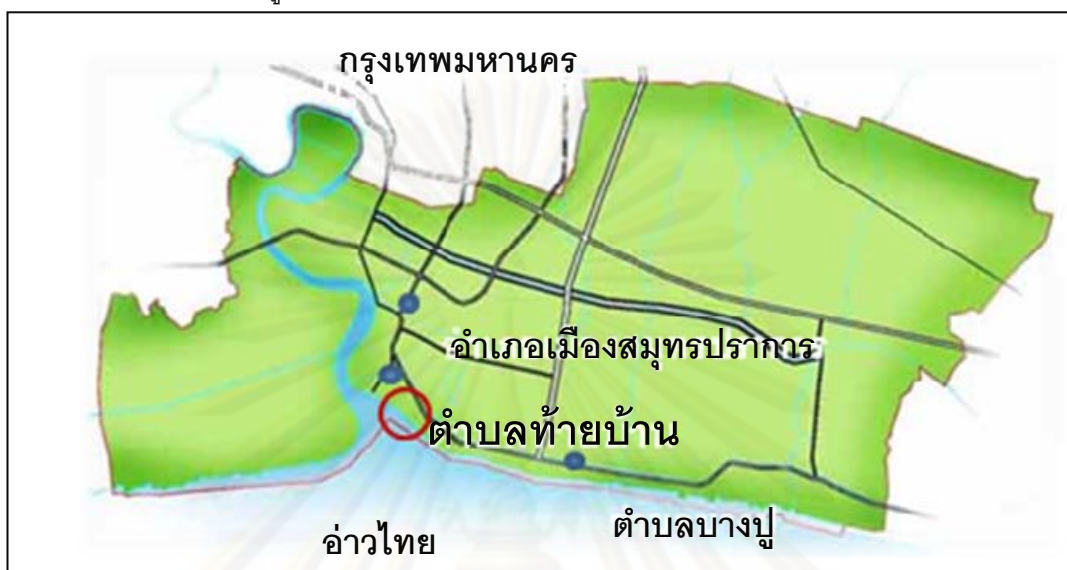 กรุงเทพมหานคร
อำเภอเมืองสมุทรปราการ
ตำบลท้ายบ้าน
ตำบลบางปู
อ่าวไทย